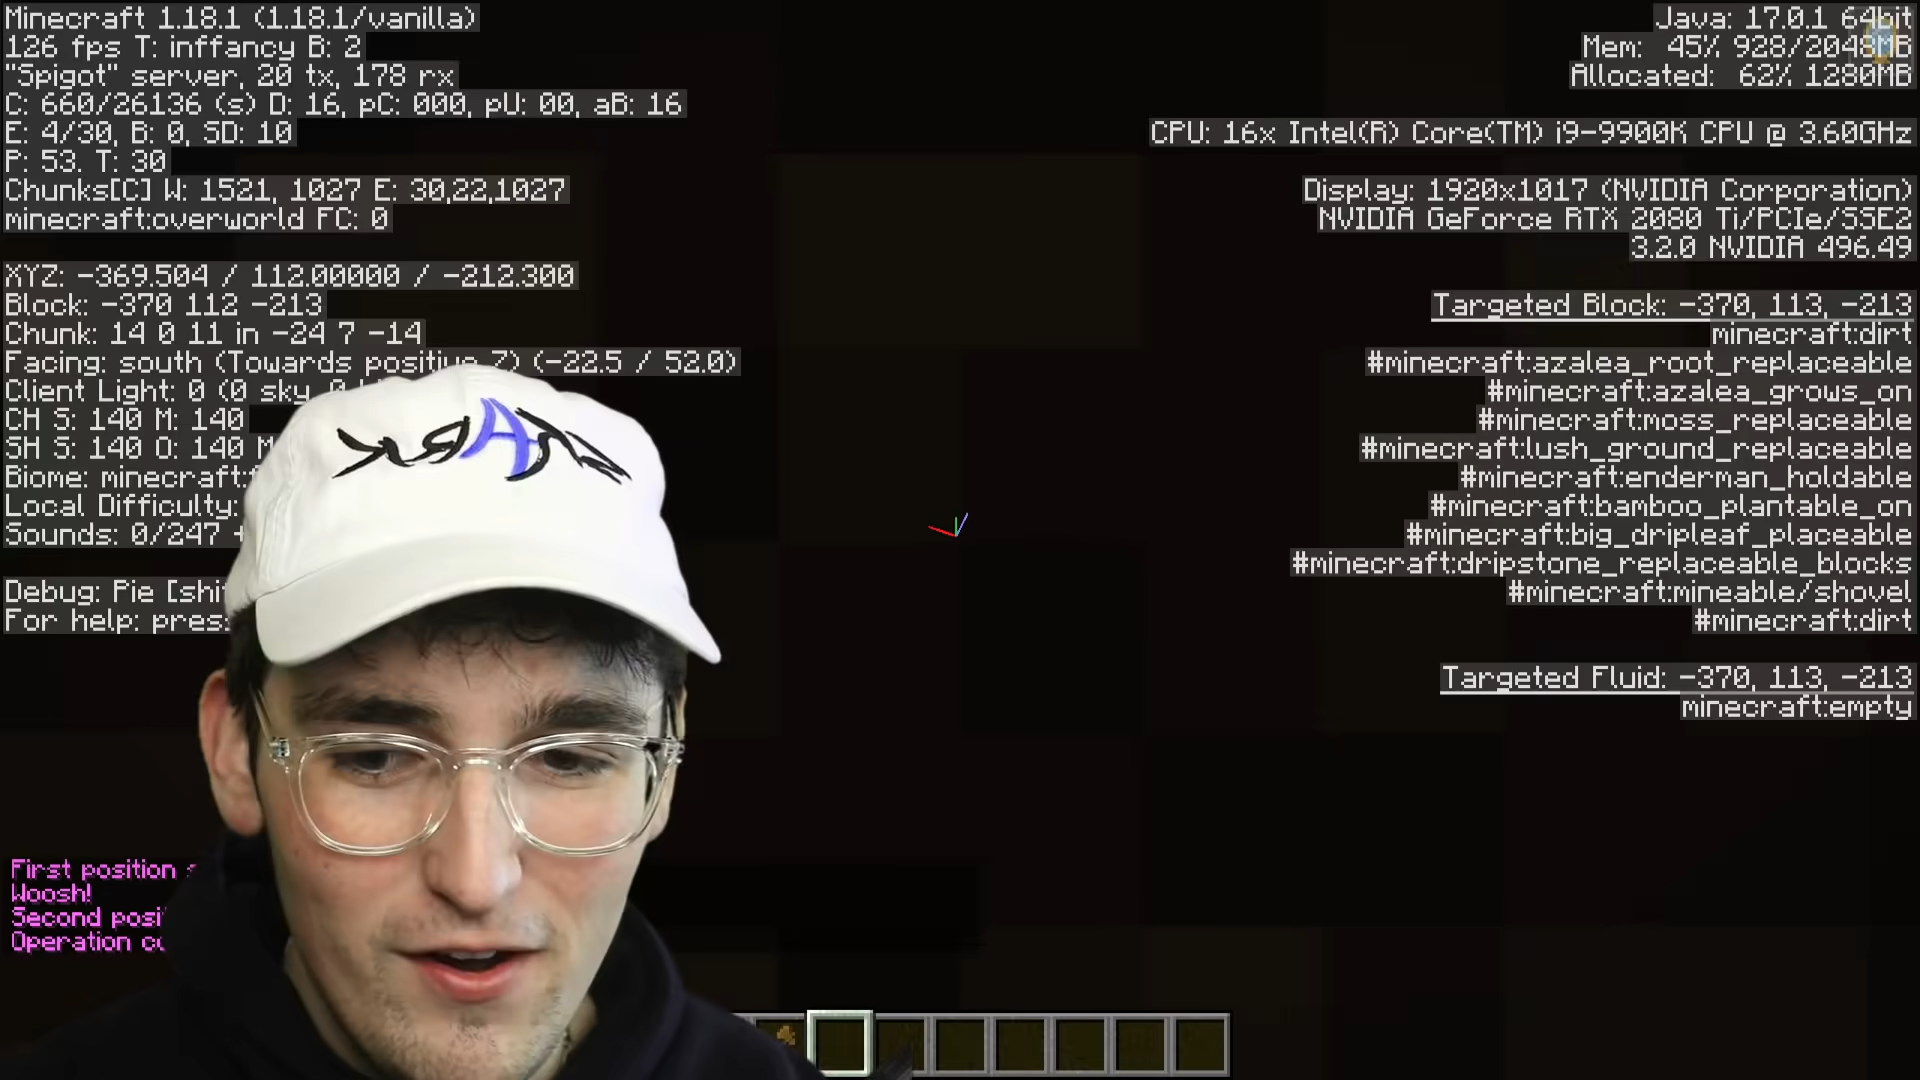 Minecraft 1.18.1 (1.18.1/vanilla)
126 fps T: inffancy B: 2
"Spigot" server, 20 tx, 178 rx
C: 660/26136 (s) D: 16, pC: 000, pU: 00, aB: 16
E: 4/30, B: 0, SD: 10
P: 53. T: 30
Chunks[C] W: 1521, 1027 E: 30,22,1027
minecraft:overworld FC: 0
XYZ: -369.504 / 112.00000 / -212.300
Block: -370 112 -213
Chunk: 14 0 11 in -24 7 -14
Facing: south (Towards positive Z) (-22.5 / 52.0)
Client Light: 0 (0 sky, 0
CH S: 140 M: 140
SH S: 140 O: 140 M
Biome: minecraft:
Local Difficulty:
Sounds: 0/247 +
Debug: Pie [shi
For help: press
Java: 17.0.1 64bit
Mem: 45% 928/2048MB
Allocated: 62% 1280MB
CPU: 16x Intel(R) Core(TM) i9-9900K CPU @ 3.60GHz
Display: 1920x1017 (NVIDIA Corporation)
NVIDIA GeForce RTX 2080 Ti/PCIe/SSE2
3.2.0 NVIDIA 496.49
Targeted Block: -370, 113, -213
minecraft:dirt
#minecraft:azalea_root_replaceable
#minecraft:azalea_grows_on
#minecraft:moss_replaceable
#minecraft:lush_ground_replaceable
#minecraft:enderman_holdable
#minecraft:bamboo_plantable_on
#minecraft:big_dripleaf_placeable
#minecraft:dripstone_replaceable_blocks
#minecraft:mineable/shovel
#minecraft:dirt
Targeted Fluid: -370, 113, -213
minecraft:empty
First position
Woosh!
Second posi
Operation co